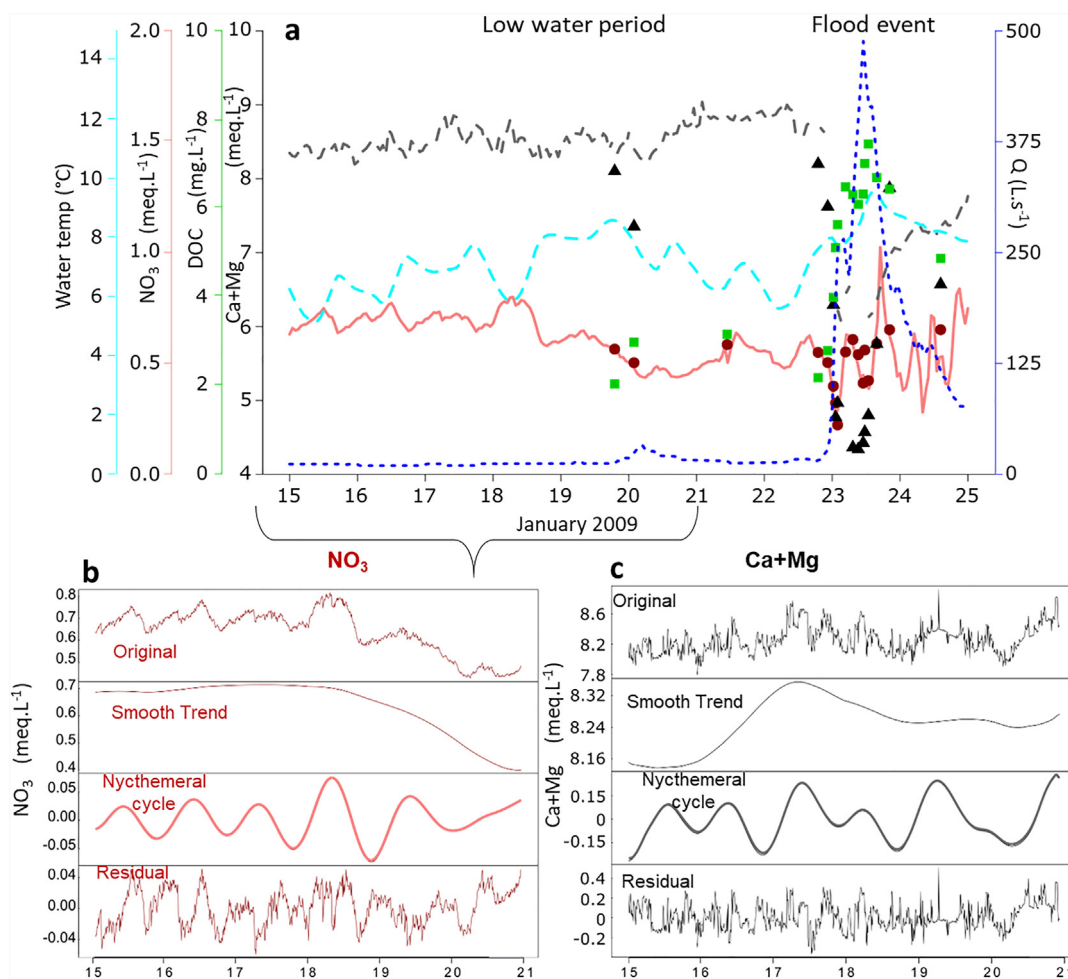 a
Low water period
Flood event
Water temp (°C)
14
12
10
8
6
4
2
0
NO3 (meq.L-1)
2.0
1.5
1.0
0.5
0.0
DOC (mg.L-1)
10
8
6
4
2
0
Ca+Mg (meq.L-1)
10
9
8
7
6
5
4
Q (L.s-1)
500
375
250
125
0
15 16 17 18 19 20 21 22 23 24 25
January 2009
b
NO3
0.8
0.7
0.6
0.5
Original
0.7
0.6
0.5
0.4
Smooth Trend
0.05
0.00
-0.05
Nycthemeral
cycle
0.04
0.00
-0.04
Residual
NO3 (meq.L-1)
15 16 17 18 19 20 21
c
Ca+Mg
8.6
8.2
7.8
Original
8.32
8.24
8.16
Smooth Trend
0.15
0
-0.15
Nycthemeral
cycle
0.4
0.2
0
-0.2
Residual
Ca+Mg (meq.L-1)
15 16 17 18 19 20 2